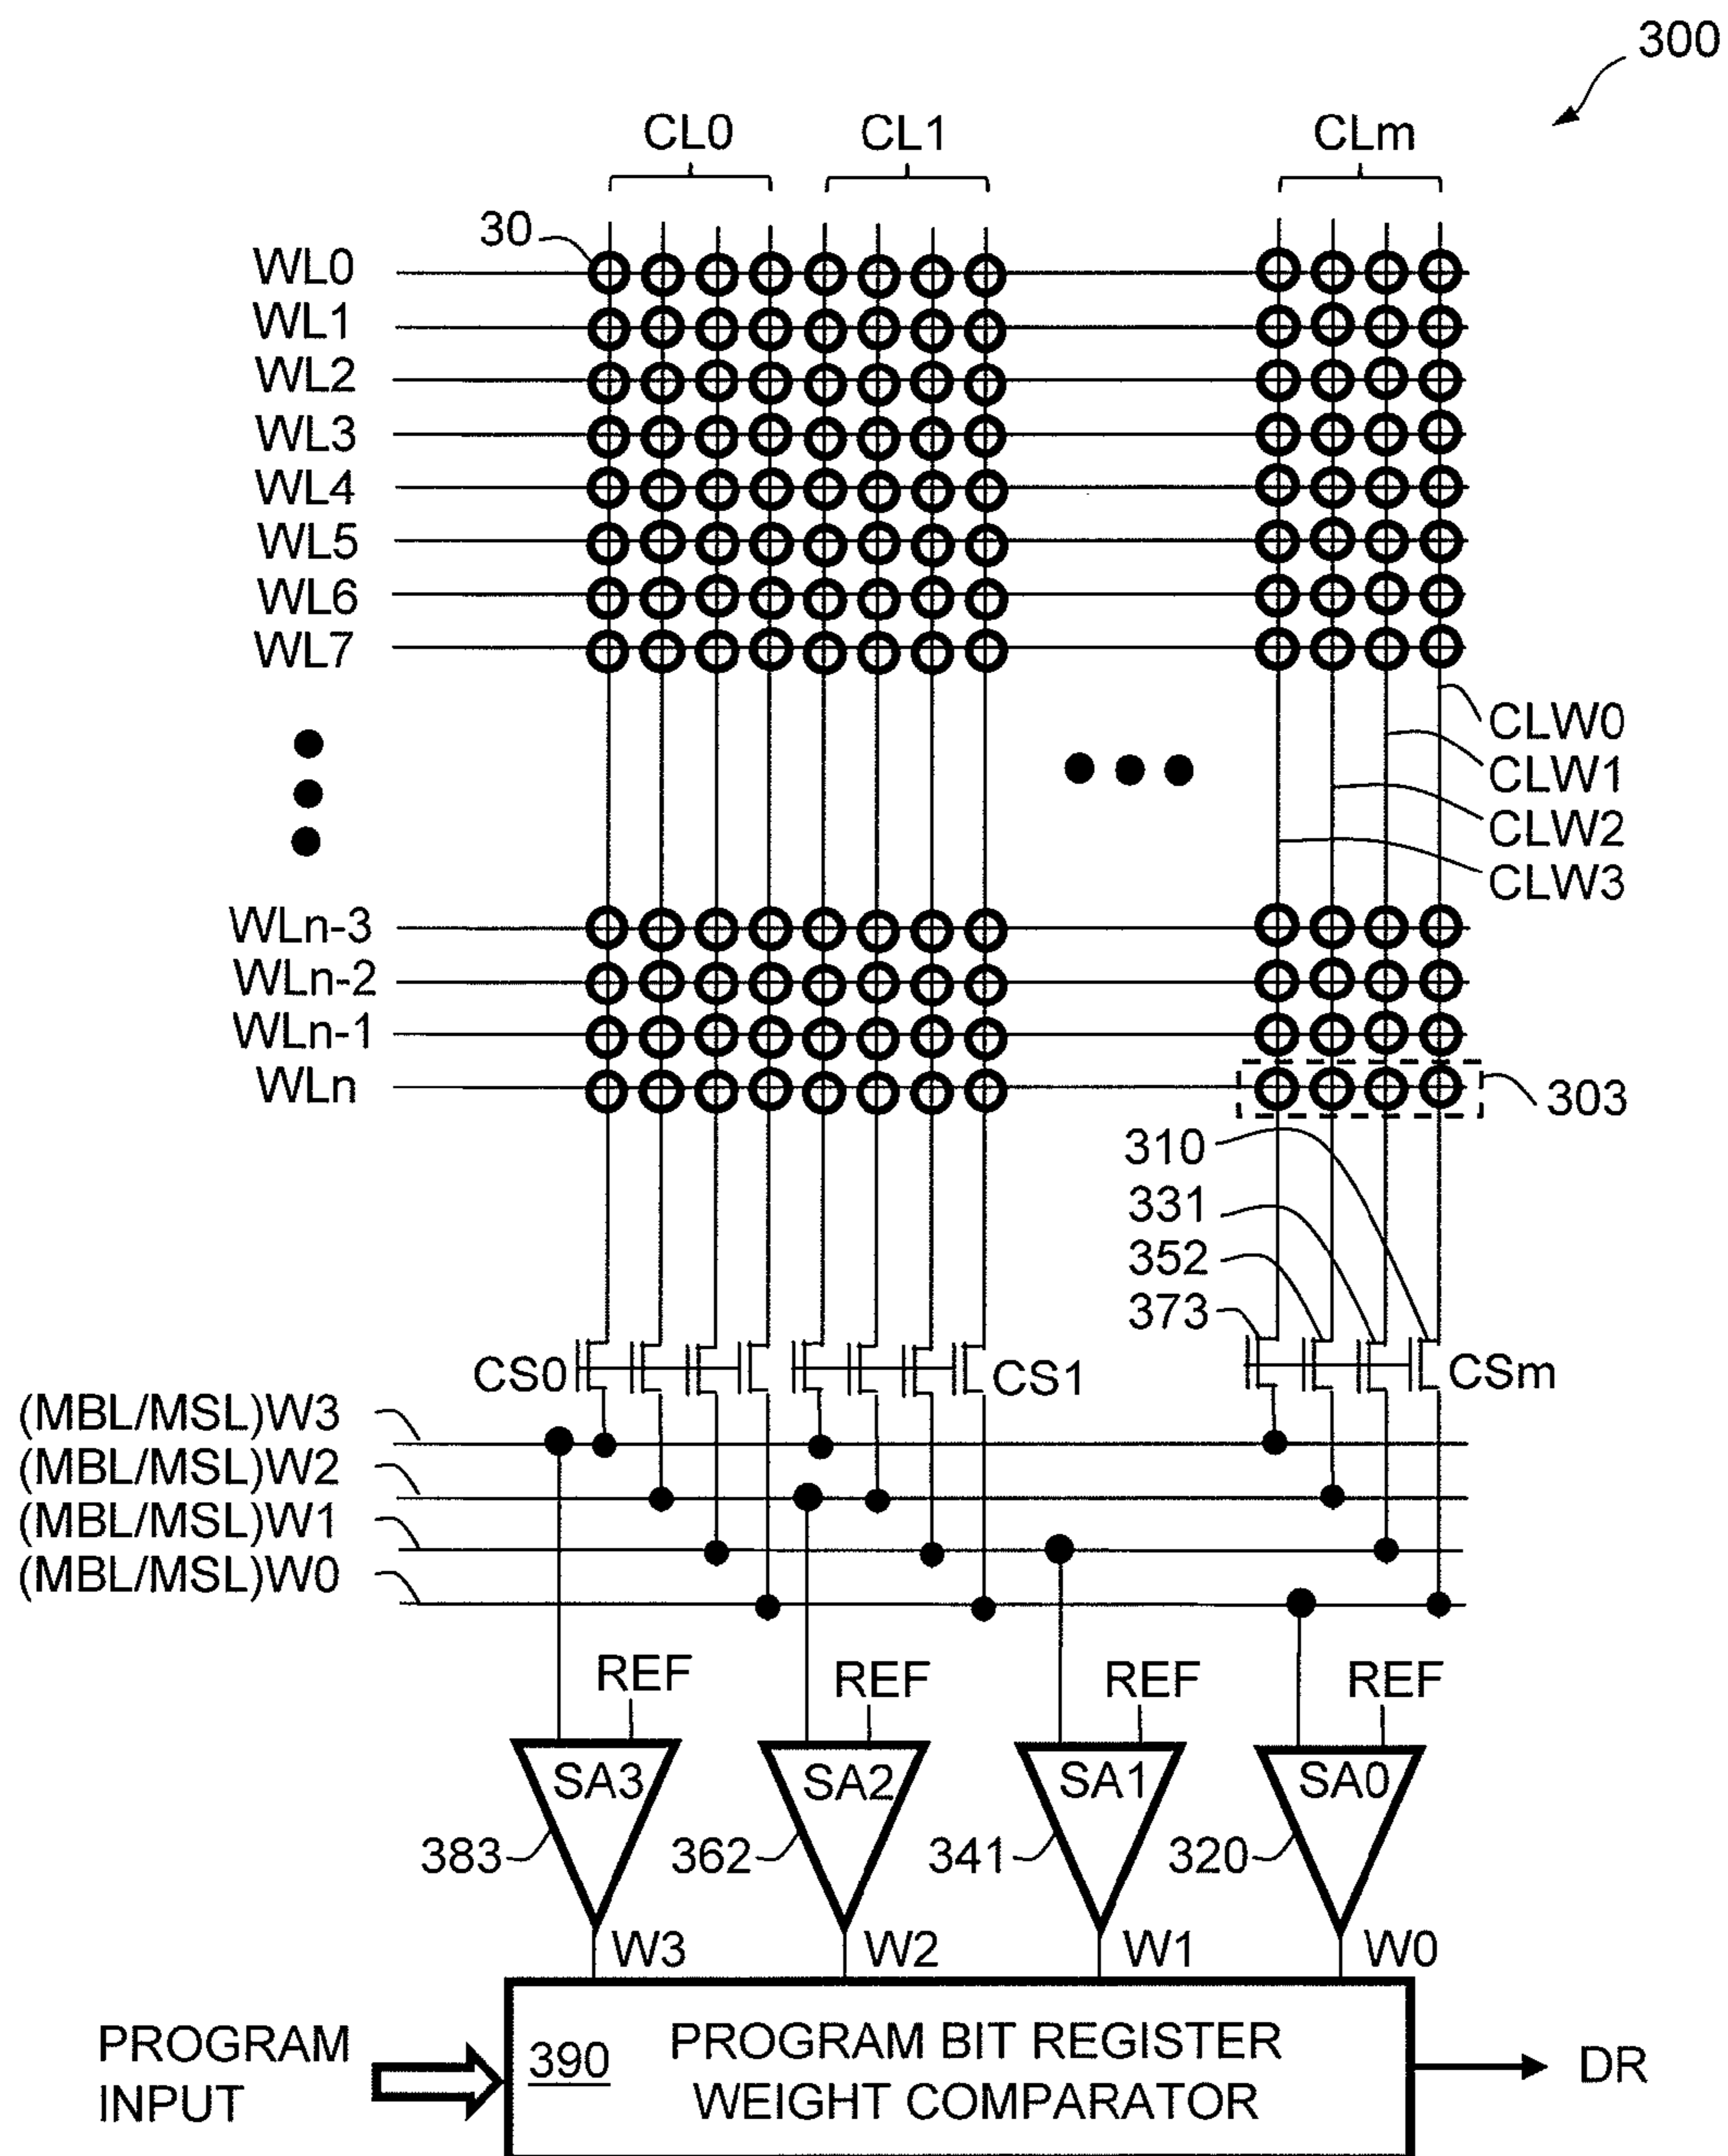 300
CL0 CL1 CLm
30
WL0
WL1
WL2
WL3
WL4
WL5
WL6
WL7
CLW0
CLW1
CLW2
CLW3
WLn-3
WLn-2
WLn-1
WLn
303
310
331
352
373
CS0 CS1 CSm
(MBL/MSL)W3
(MBL/MSL)W2
(MBL/MSL)W1
(MBL/MSL)W0
REF REF REF REF
SA3 SA2 SA1 SA0
383 362 341 320
W3 W2 W1 W0
PROGRAM INPUT
390
PROGRAM BIT REGISTER
WEIGHT COMPARATOR
DR